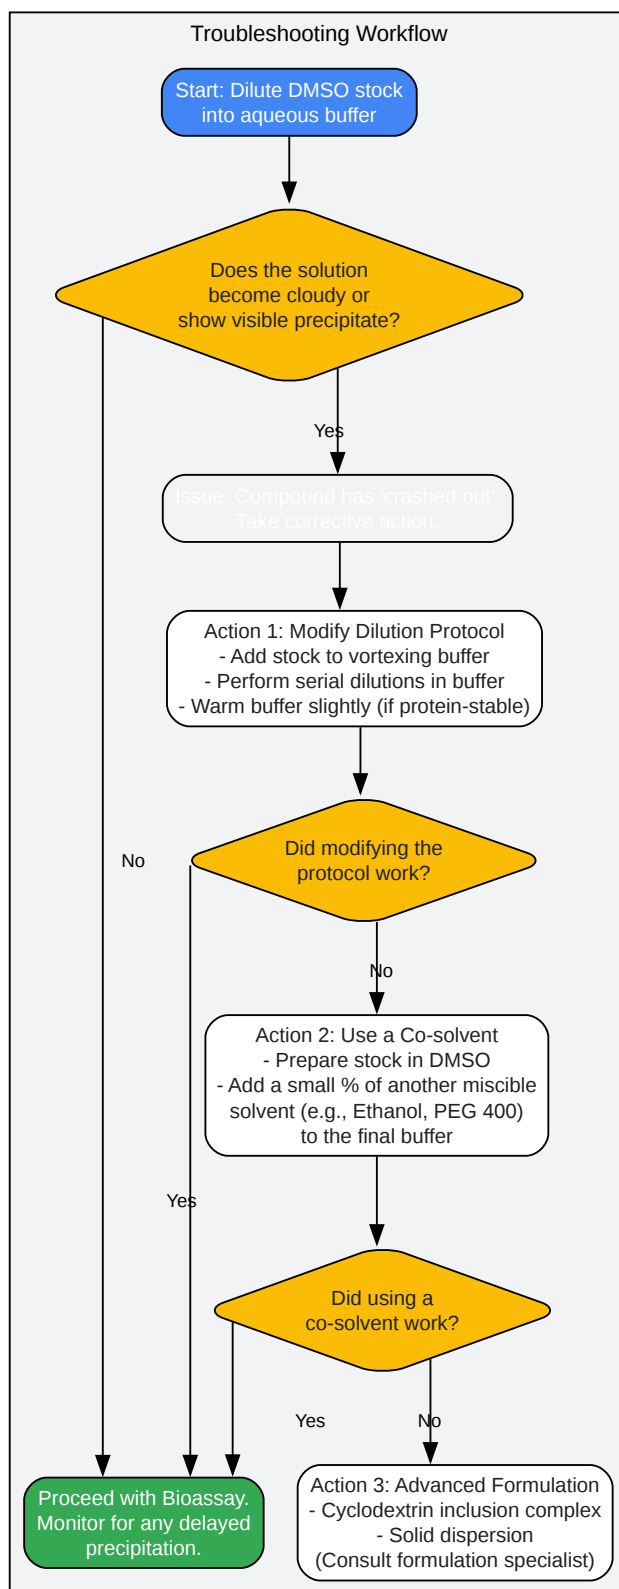 Troubleshooting Workflow
Start: Dilute DMSO stock
into aqueous buffer
Does the solution
become cloudy or
show visible precipitate?
Yes
Issue: Compound has 'crashed out'.
Take corrective action.
Action 1: Modify Dilution Protocol
- Add stock to vortexing buffer
- Perform serial dilutions in buffer
- Warm buffer slightly (if protein-stable)
No
Did modifying the
protocol work?
No
Action 2: Use a Co-solvent
- Prepare stock in DMSO
- Add a small % of another miscible
solvent (e.g., Ethanol, PEG 400)
to the final buffer
Yes
Did using a
co-solvent work?
Yes
No
Proceed with Bioassay.
Monitor for any delayed
precipitation.
Action 3: Advanced Formulation
- Cyclodextrin inclusion complex
- Solid dispersion
(Consult formulation specialist)